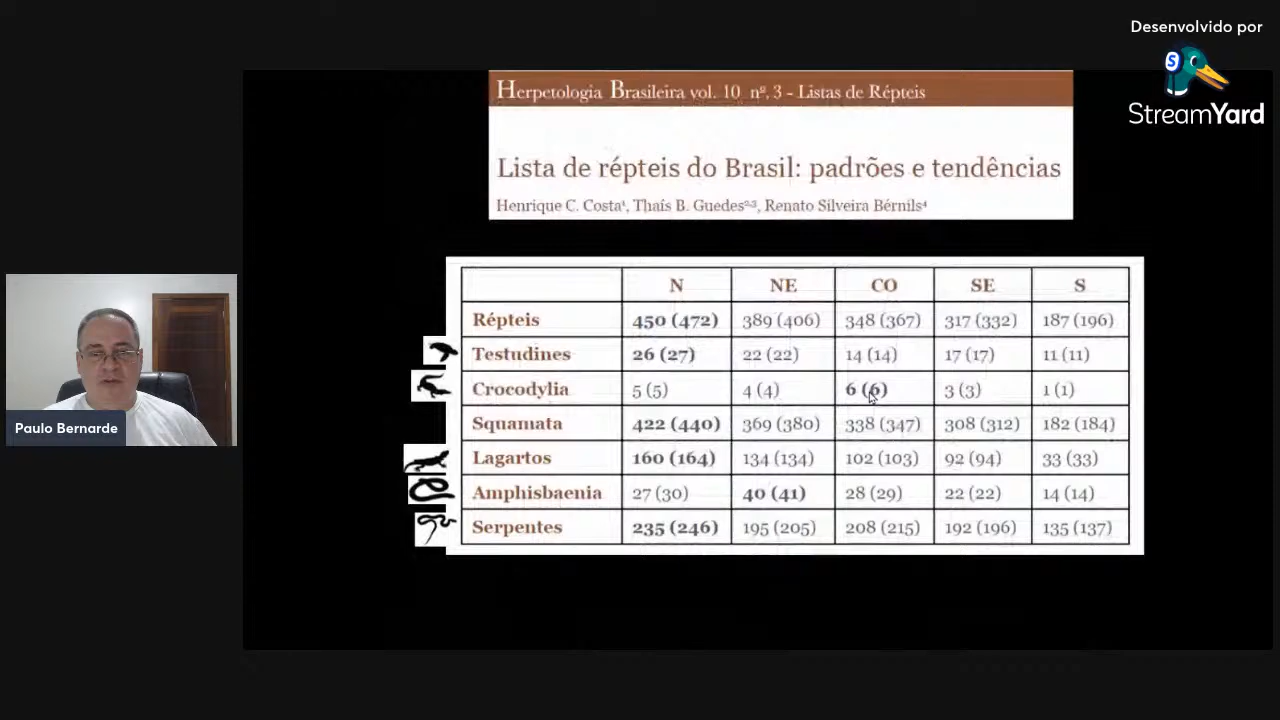 Desenvolvido por
S
StreamYard
Herpetologia Brasileira vol. 10 nº. 3 - Listas de Répteis
Lista de répteis do Brasil: padrões e tendências
Henrique C. Costa¹, Thaís B. Guedes²,³, Renato Silveira Bérnils⁴
N NE CO SE S
Répteis 450 (472) 389 (406) 348 (367) 317 (332) 187 (196)
Testudines 26 (27) 22 (22) 14 (14) 17 (17) 11 (11)
Crocodylia 5 (5) 4 (4) 6 (6) 3 (3) 1 (1)
Squamata 422 (440) 369 (380) 338 (347) 308 (312) 182 (184)
Lagartos 160 (164) 134 (134) 102 (103) 92 (94) 33 (33)
Amphisbaenia 27 (30) 40 (41) 28 (29) 22 (22) 14 (14)
Serpentes 235 (246) 195 (205) 208 (215) 192 (196) 135 (137)
Paulo Bernarde